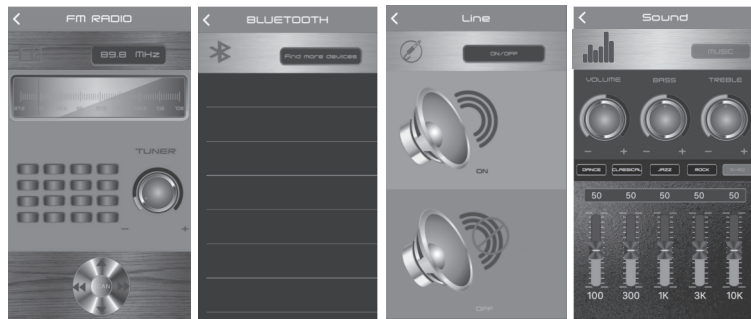 FM RADIO
89.8 MHz
TUNER
- +
SCAN
BLUETOOTH
Find more devices
Line
ON/OFF
ON
OFF
Sound
MUSIC
VOLUME BASS TREBLE
- + - + - +
DANCE CLASSICAL JAZZ ROCK
50 50 50 50 50
100 300 1K 3K 10K